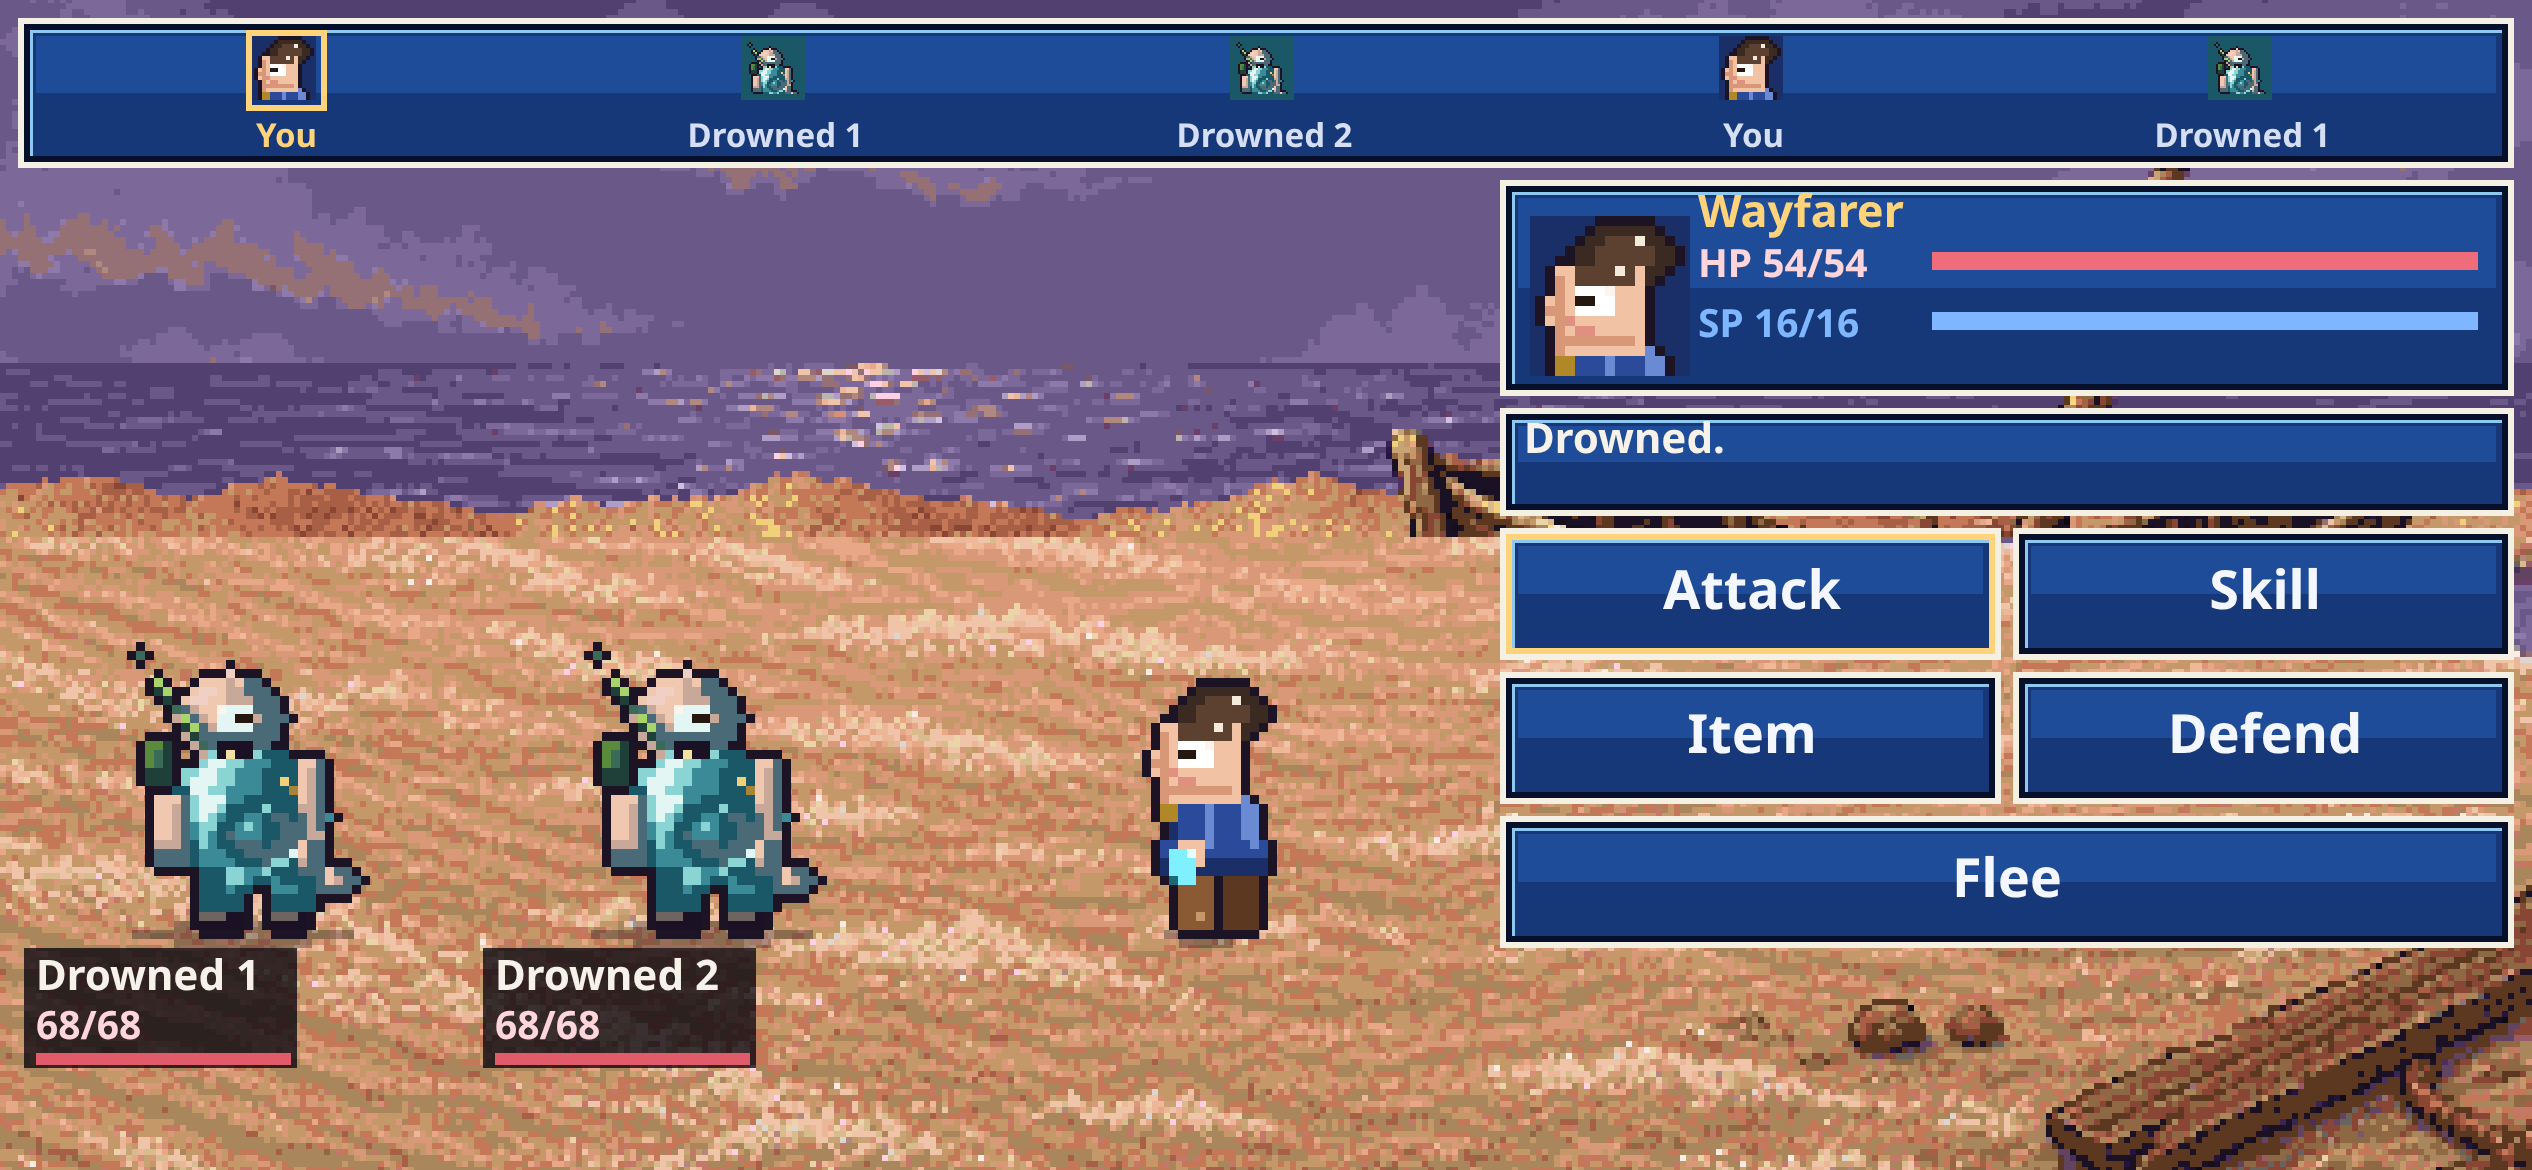 You
Drowned 1
Drowned 2
You
Drowned 1
Wayfarer
HP 54/54
SP 16/16
Drowned.
Attack
Skill
Item
Defend
Flee
Drowned 1
68/68
Drowned 2
68/68